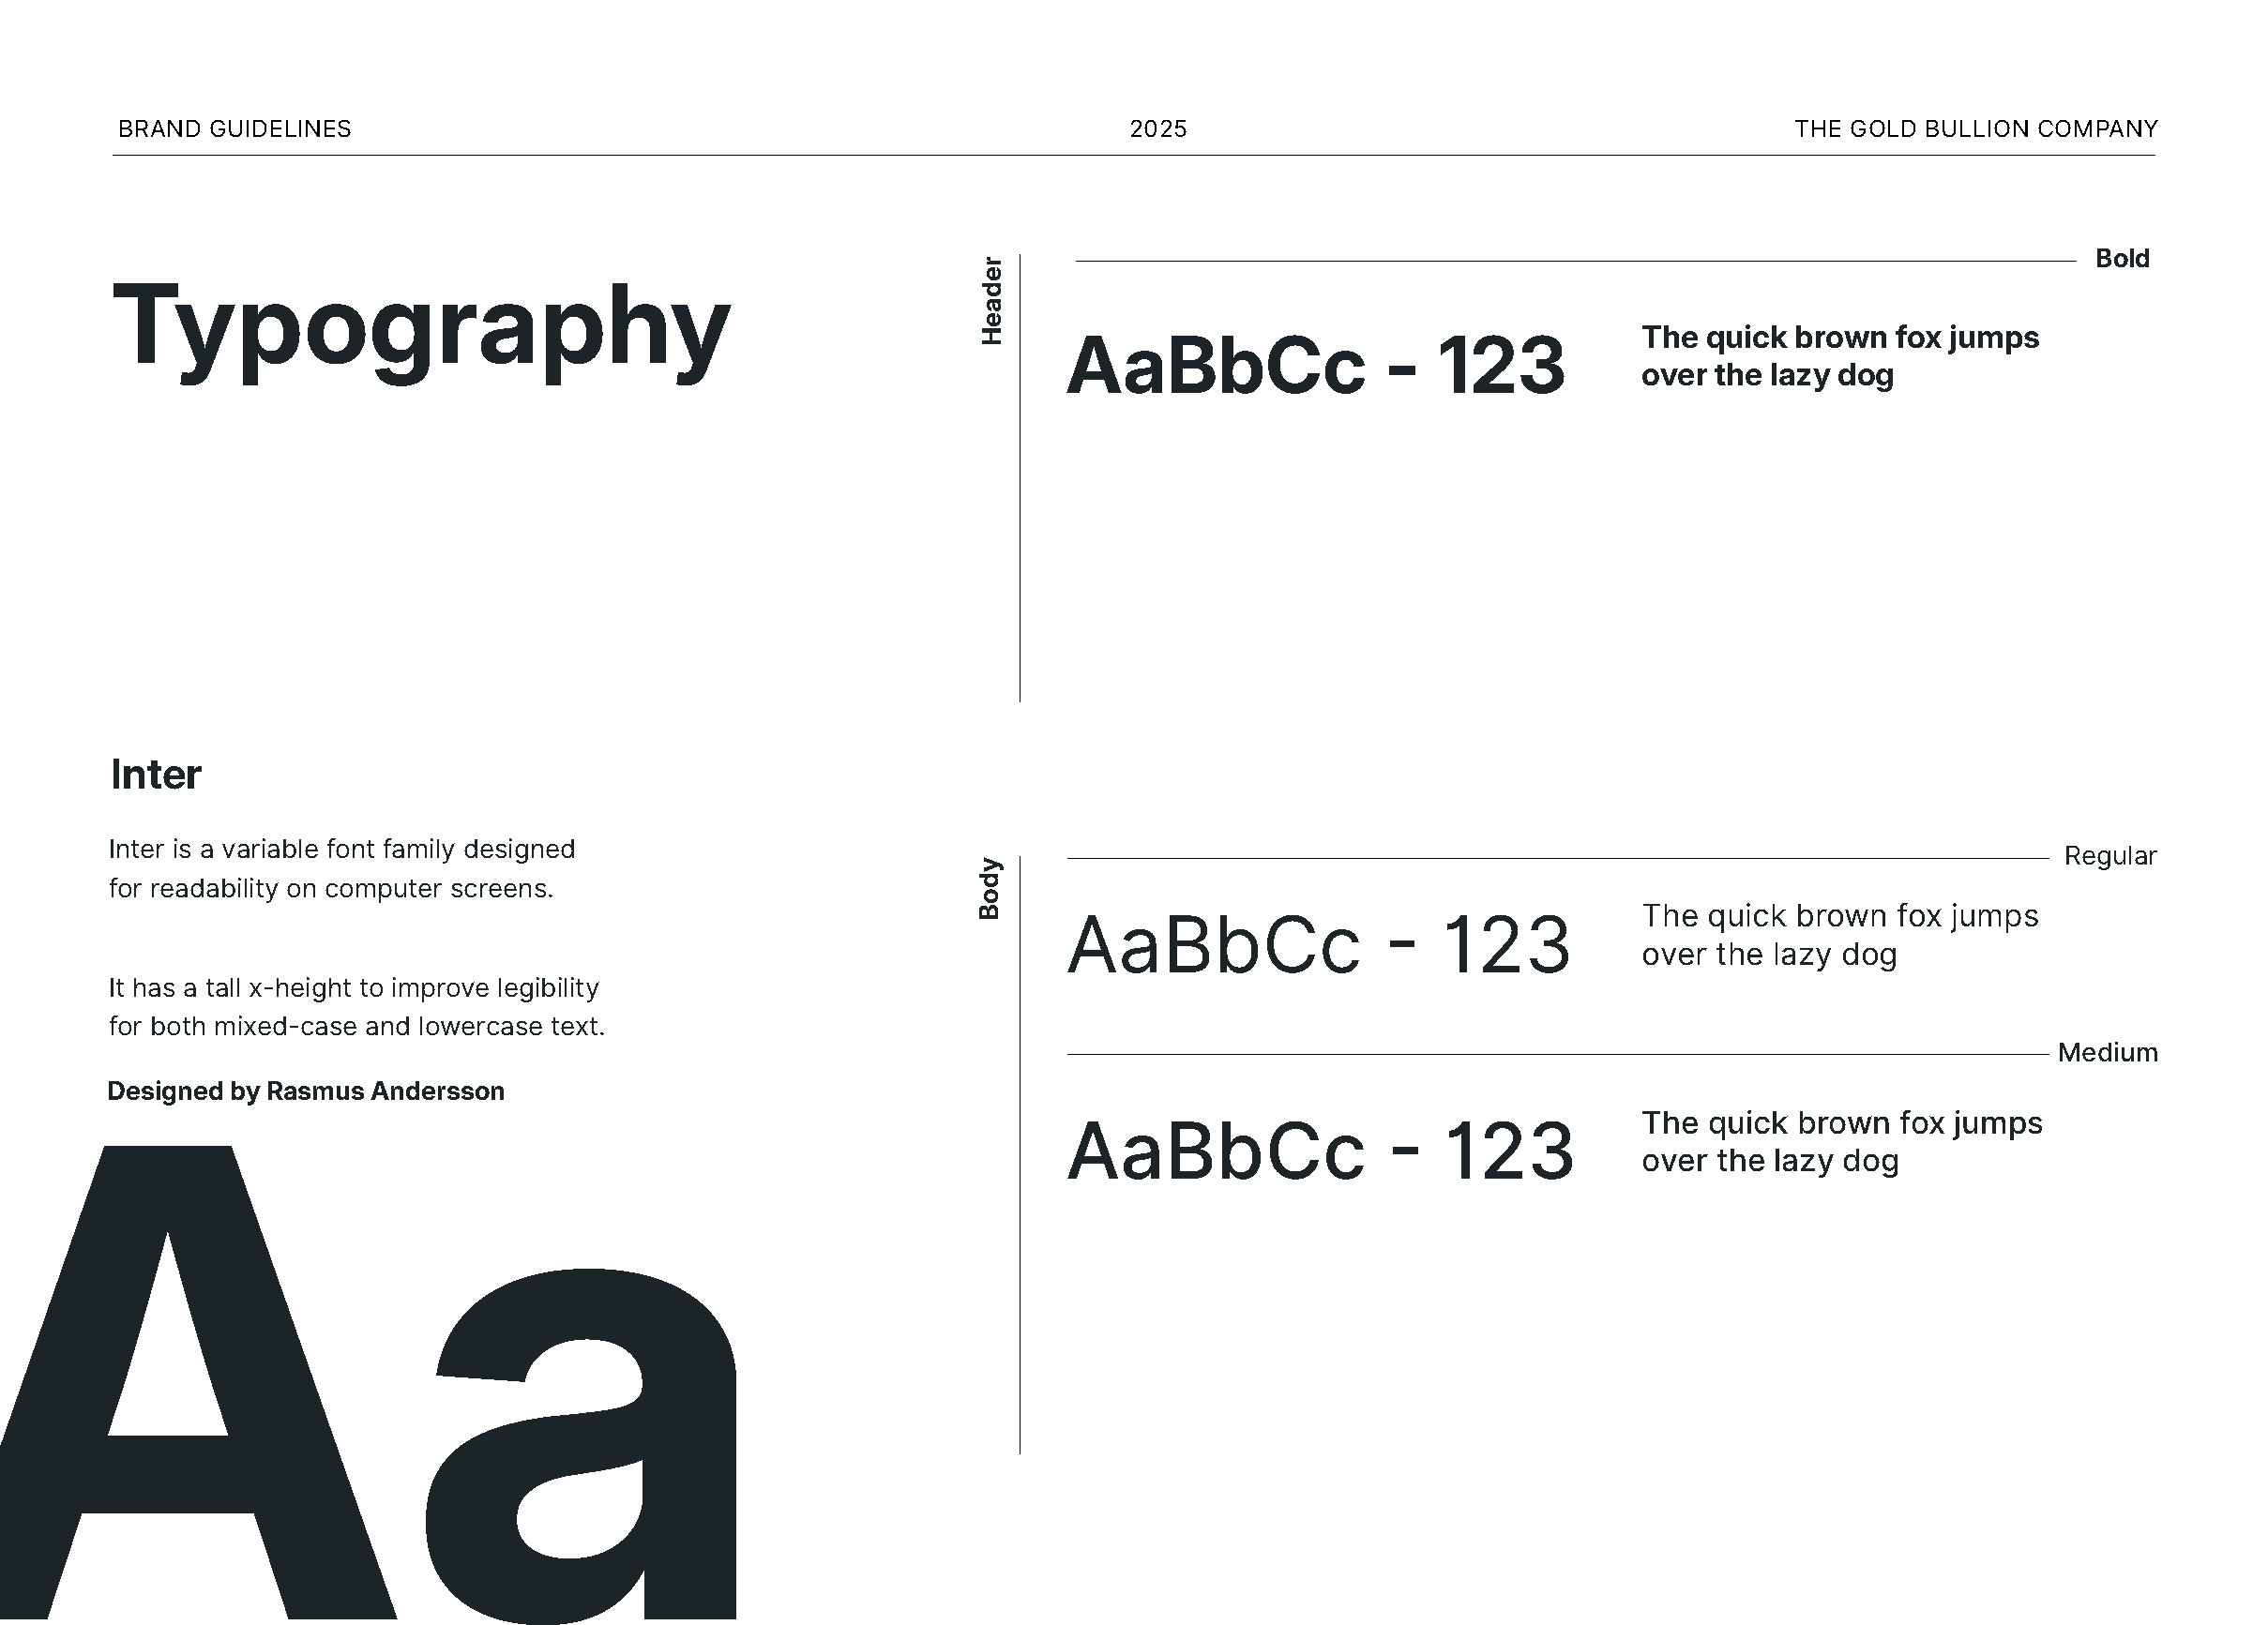 BRAND GUIDELINES
2025
THE GOLD BULLION COMPANY
Typography
Header
Bold
AaBbCc - 123
The quick brown fox jumps
over the lazy dog
Inter
Inter is a variable font family designed
for readability on computer screens.
It has a tall x-height to improve legibility
for both mixed-case and lowercase text.
Designed by Rasmus Andersson
Aa
Body
Regular
AaBbCc - 123
The quick brown fox jumps
over the lazy dog
Medium
AaBbCc - 123
The quick brown fox jumps
over the lazy dog